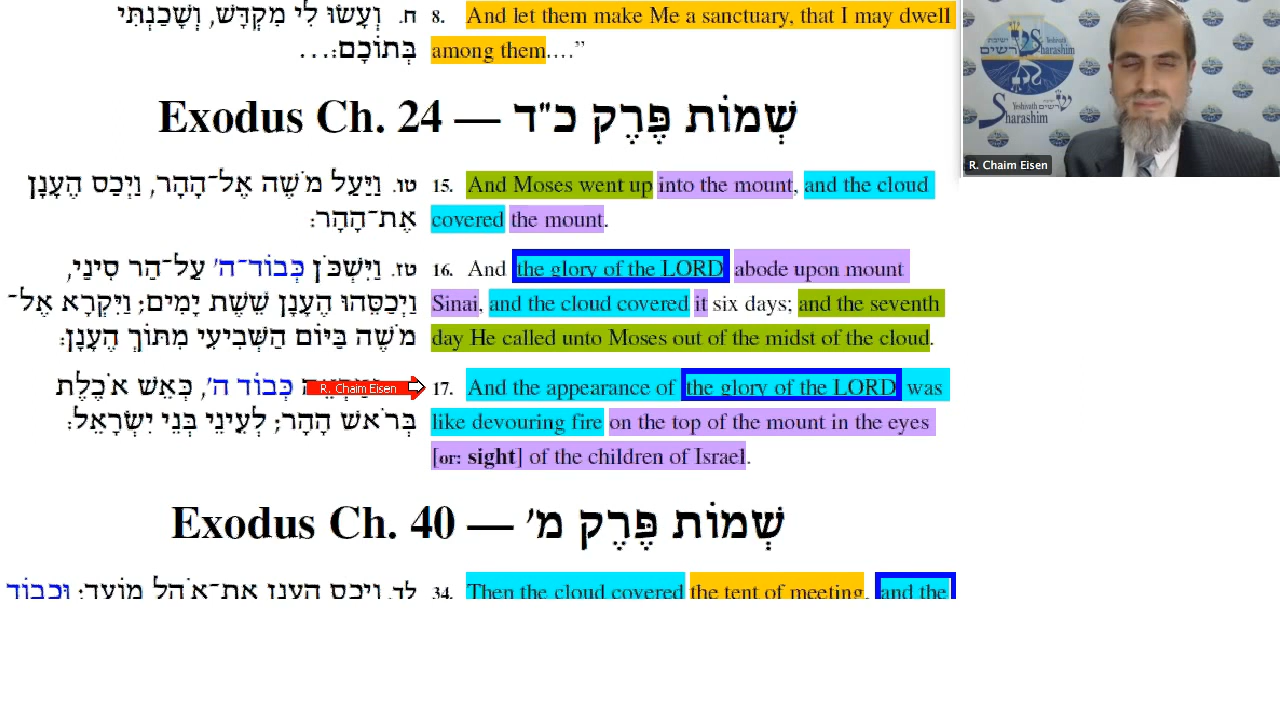 ח. וְעָשׂוּ לִי מִקְדָּשׁ, וְשָׁכַנְתִּי
בְּתוֹכָם:...
8. And let them make Me a sanctuary, that I may dwell
among them....”
Exodus Ch. 24 — שְׁמוֹת פֶּרֶק כ"ד
טו. וַיַּעַל מֹשֶׁה אֶל־הָהָר, וַיְכַס הֶעָנָן
אֶת־הָהָר:
15. And Moses went up into the mount, and the cloud
covered the mount.
טז. וַיִּשְׁכֹּן כְּבוֹד־ה' עַל־הַר סִינַי,
וַיְכַסֵּהוּ הֶעָנָן שֵׁשֶׁת יָמִים; וַיִּקְרָא אֶל־
מֹשֶׁה בַּיּוֹם הַשְּׁבִיעִי מִתּוֹךְ הֶעָנָן:
16. And the glory of the LORD abode upon mount
Sinai, and the cloud covered it six days; and the seventh
day He called unto Moses out of the midst of the cloud.
כְּבוֹד ה', כְּאֵשׁ אֹכֶלֶת
בְּרֹאשׁ הָהָר; לְעֵינֵי בְּנֵי יִשְׂרָאֵל:
R. Chaim Eisen
17. And the appearance of the glory of the LORD was
like devouring fire on the top of the mount in the eyes
[or: sight] of the children of Israel.
Exodus Ch. 40 — שְׁמוֹת פֶּרֶק מ'
לד. וַיְכַס הֶעָנָן אֶת־אֹהֶל מוֹעֵד; וּכְבוֹד
34. Then the cloud covered the tent of meeting, and the
Yeshivath
Sharashim
R. Chaim Eisen